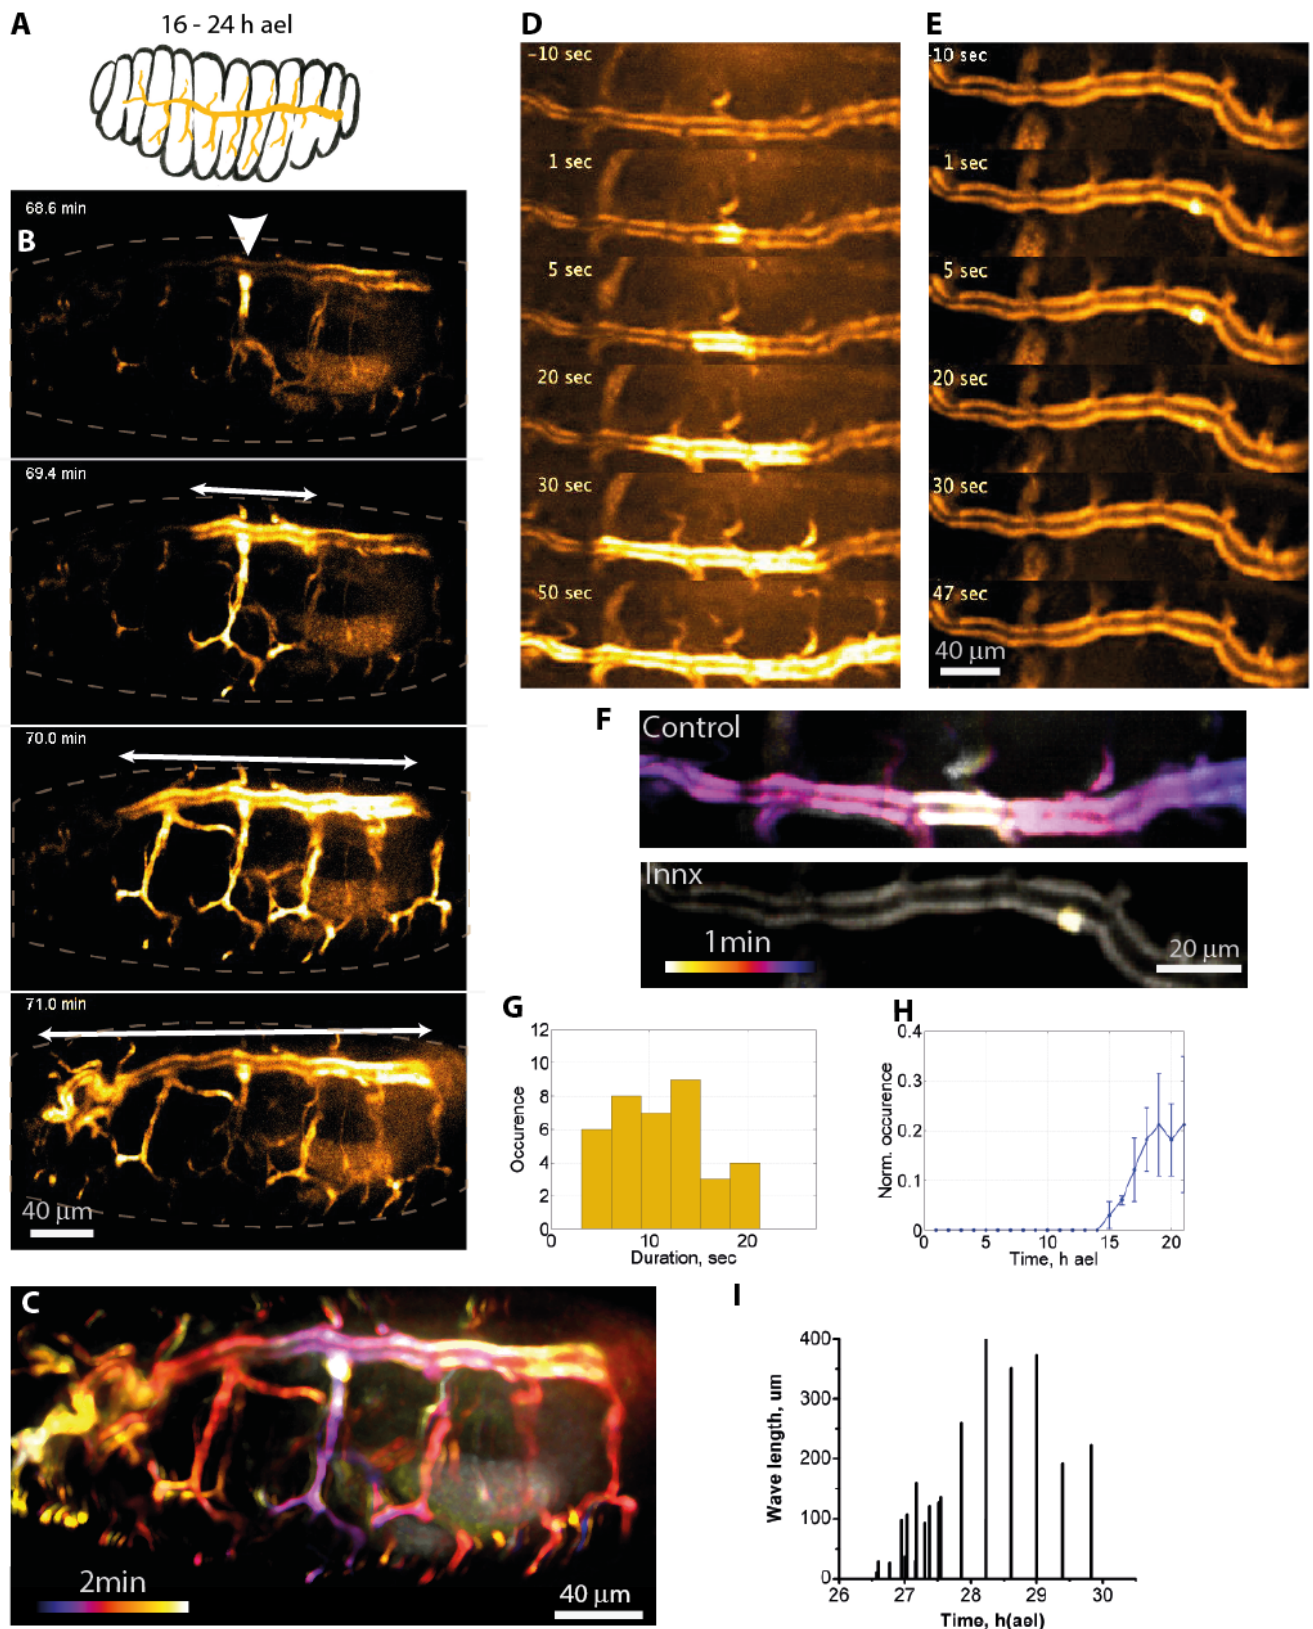 A
16 - 24 h ael
B
68.6 min
69.4 min
70.0 min
71.0 min
40 µm
C
2min
40 µm
D
-10 sec
1 sec
5 sec
20 sec
30 sec
50 sec
E
-10 sec
1 sec
5 sec
20 sec
30 sec
47 sec
40 µm
F
Control
Innx
1min
20 µm
G
12
10
8
6
4
2
0
0
10
20
Occurence
Duration, sec
H
0.4
0.3
0.2
0.1
0
0
5
10
15
20
Norm. occurence
Time, h ael
I
400
300
200
100
0
26
27
28
29
30
Wave length, um
Time, h(ael)